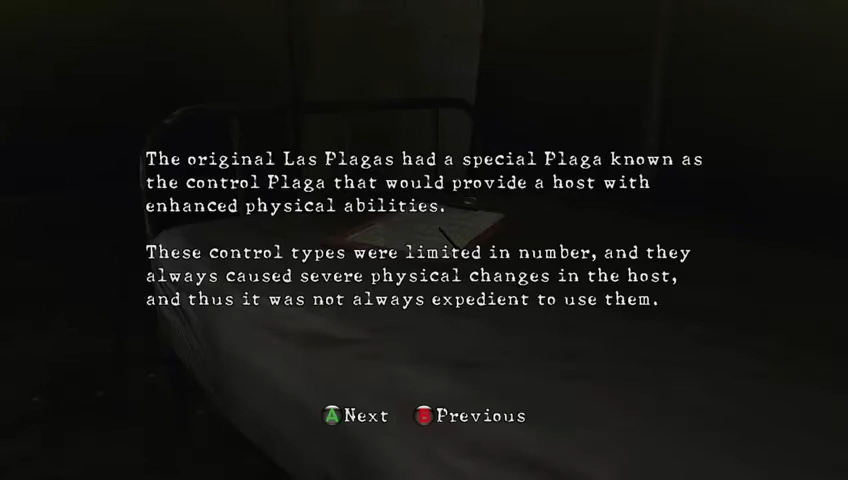 The original Las Plagas had a special Plaga known as
the control Plaga that would provide a host with
enhanced physical abilities.
These control types were limited in number, and they
always caused severe physical changes in the host,
and thus it was not always expedient to use them.
A Next B Previous